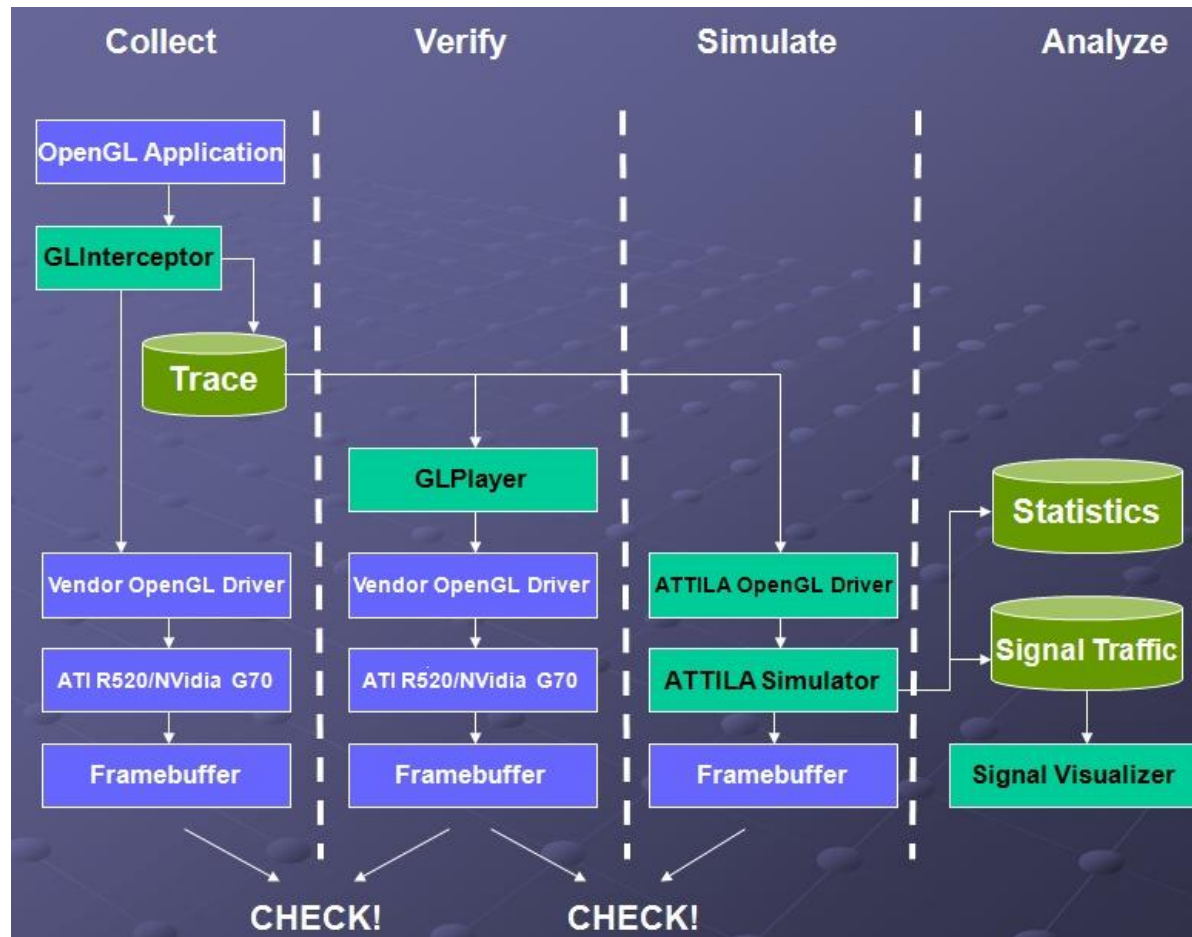 Collect
Verify
Simulate
Analyze
OpenGL Application
GLInterceptor
Trace
GLPlayer
Statistics
Vendor OpenGL Driver
Vendor OpenGL Driver
ATTILA OpenGL Driver
Signal Traffic
ATI R520/NVidia G70
ATI R520/NVidia G70
ATTILA Simulator
Framebuffer
Framebuffer
Framebuffer
Signal Visualizer
CHECK!
CHECK!